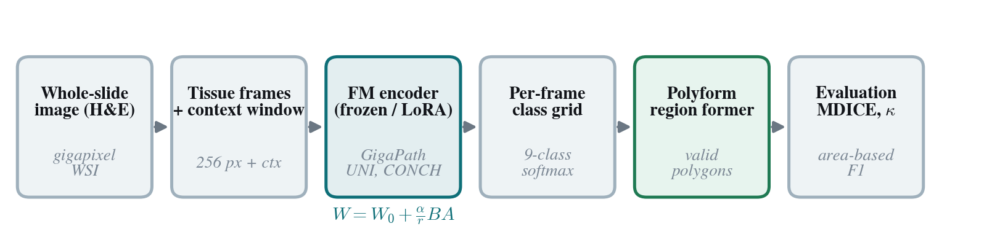 Whole-slide
image (H&E)
gigapixel
WSI
Tissue frames
+ context window
256 px + ctx
FM encoder
(frozen / LoRA)
GigaPath
UNI, CONCH
W = W₀ + α/r BA
Per-frame
class grid
9-class
softmax
Polyform
region former
valid
polygons
Evaluation
MDICE, κ
area-based
F1